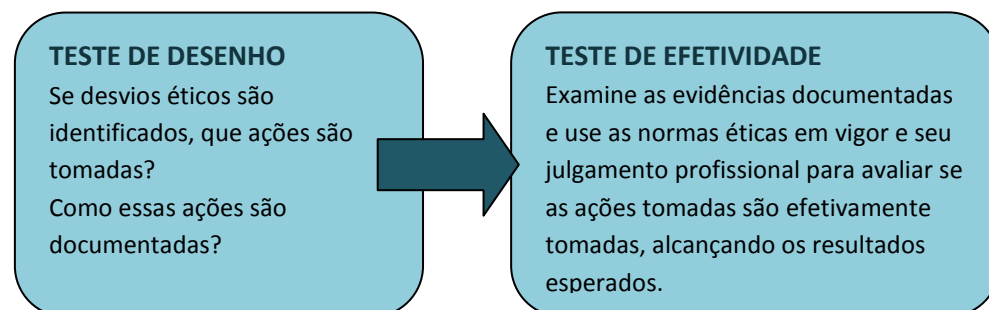 TESTE DE DESENHO
Se desvios éticos são
identificados, que ações são
tomadas?
Como essas ações são
documentadas?
TESTE DE EFETIVIDADE
Examine as evidências documentadas
e use as normas éticas em vigor e seu
julgamento profissional para avaliar se
as ações tomadas são efetivamente
tomadas, alcançando os resultados
esperados.